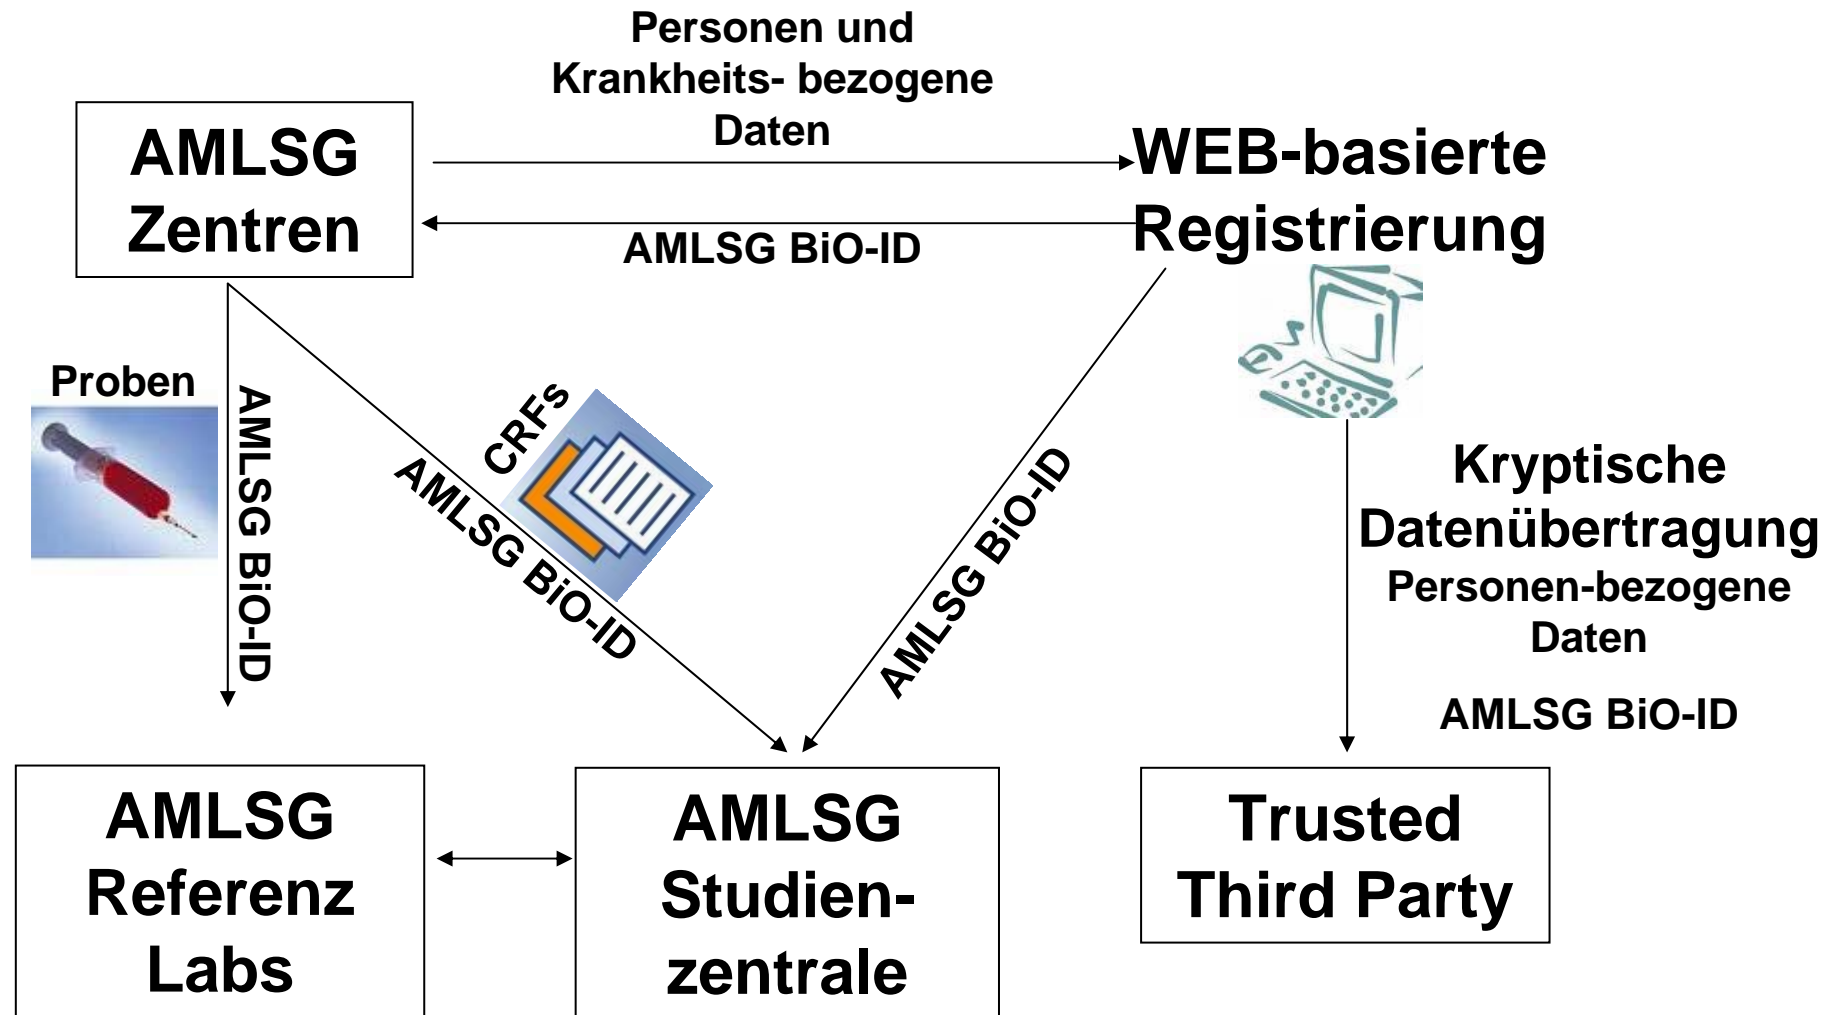 Personen und
Krankheits- bezogene
Daten
AMLSG
Zentren
WEB-basierte
Registrierung
AMLSG BiO-ID
Proben
AMLSG BiO-ID
CRFs
AMLSG BiO-ID
AMLSG BiO-ID
Kryptische
Datenübertragung
Personen-bezogene
Daten
AMLSG BiO-ID
AMLSG
Referenz
Labs
AMLSG
Studien-
zentrale
Trusted
Third Party